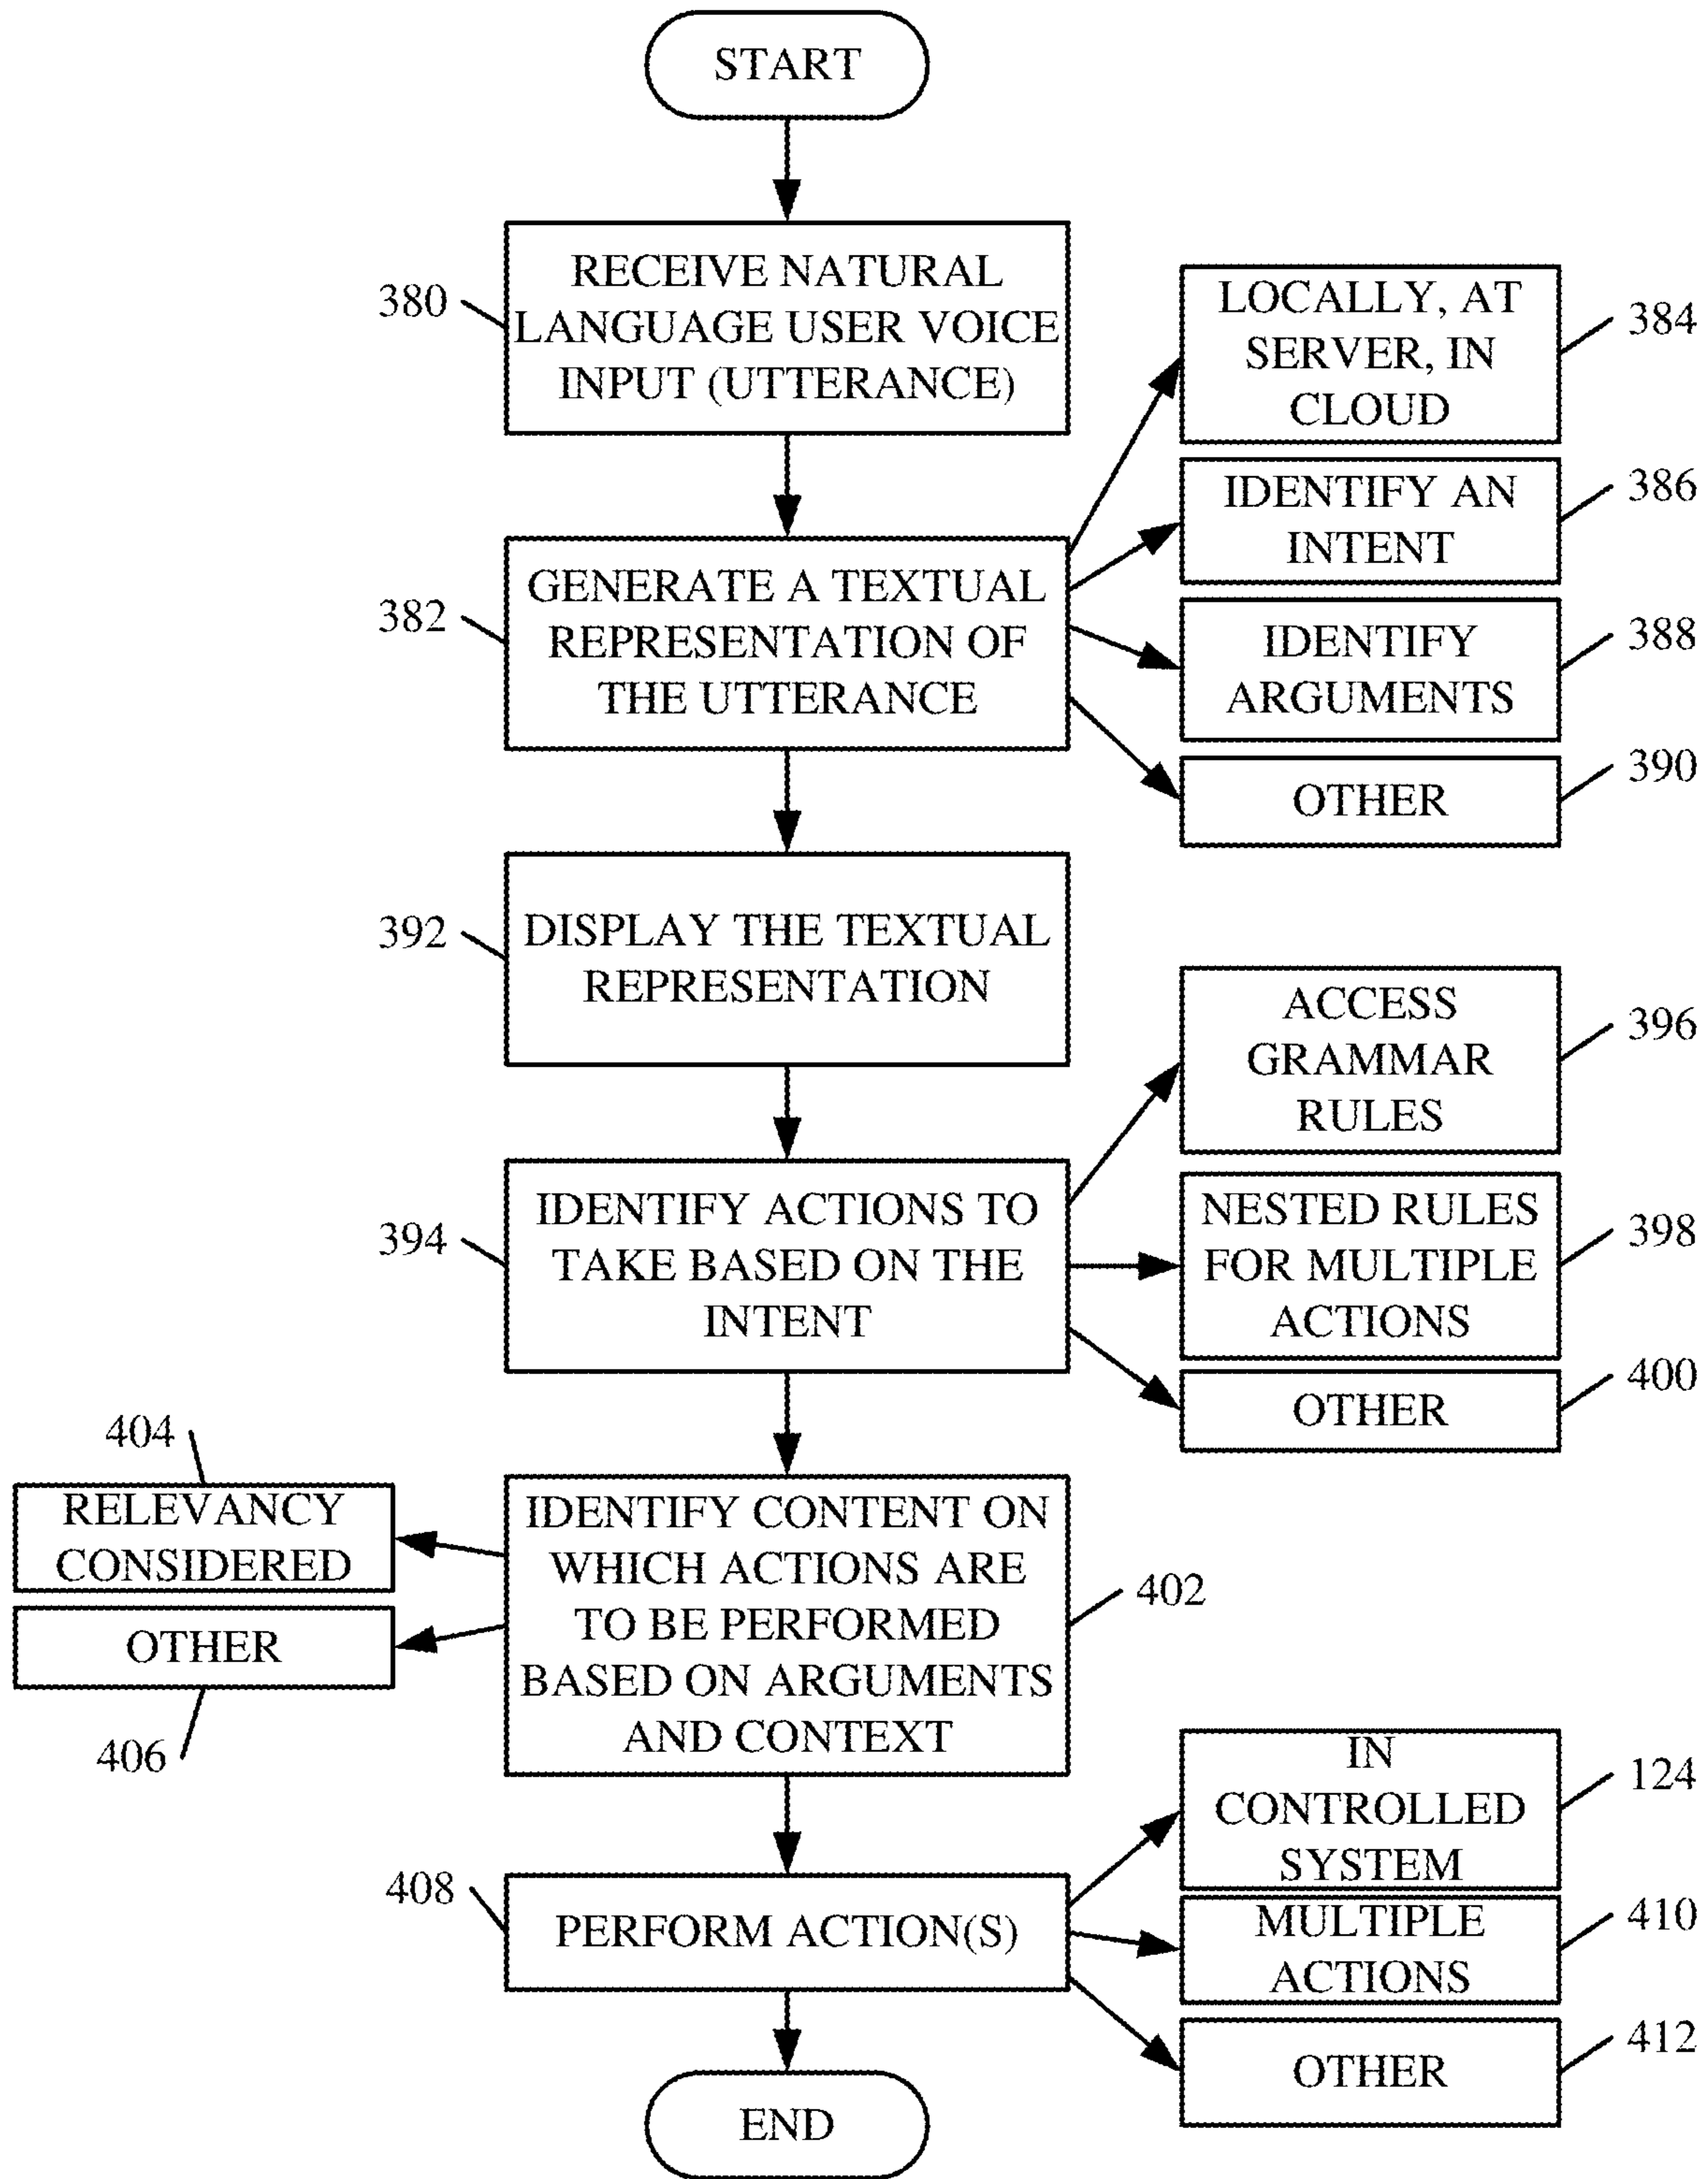 START
380
RECEIVE NATURAL
LANGUAGE USER VOICE
INPUT (UTTERANCE)
LOCALLY, AT
SERVER, IN
CLOUD
384
IDENTIFY AN
INTENT
386
382
GENERATE A TEXTUAL
REPRESENTATION OF
THE UTTERANCE
IDENTIFY
ARGUMENTS
388
OTHER
390
392
DISPLAY THE TEXTUAL
REPRESENTATION
ACCESS
GRAMMAR
RULES
396
394
IDENTIFY ACTIONS TO
TAKE BASED ON THE
INTENT
NESTED RULES
FOR MULTIPLE
ACTIONS
398
OTHER
400
404
RELEVANCY
CONSIDERED
OTHER
406
IDENTIFY CONTENT ON
WHICH ACTIONS ARE
TO BE PERFORMED
BASED ON ARGUMENTS
AND CONTEXT
402
IN
CONTROLLED
SYSTEM
124
408
PERFORM ACTION(S)
MULTIPLE
ACTIONS
410
OTHER
412
END